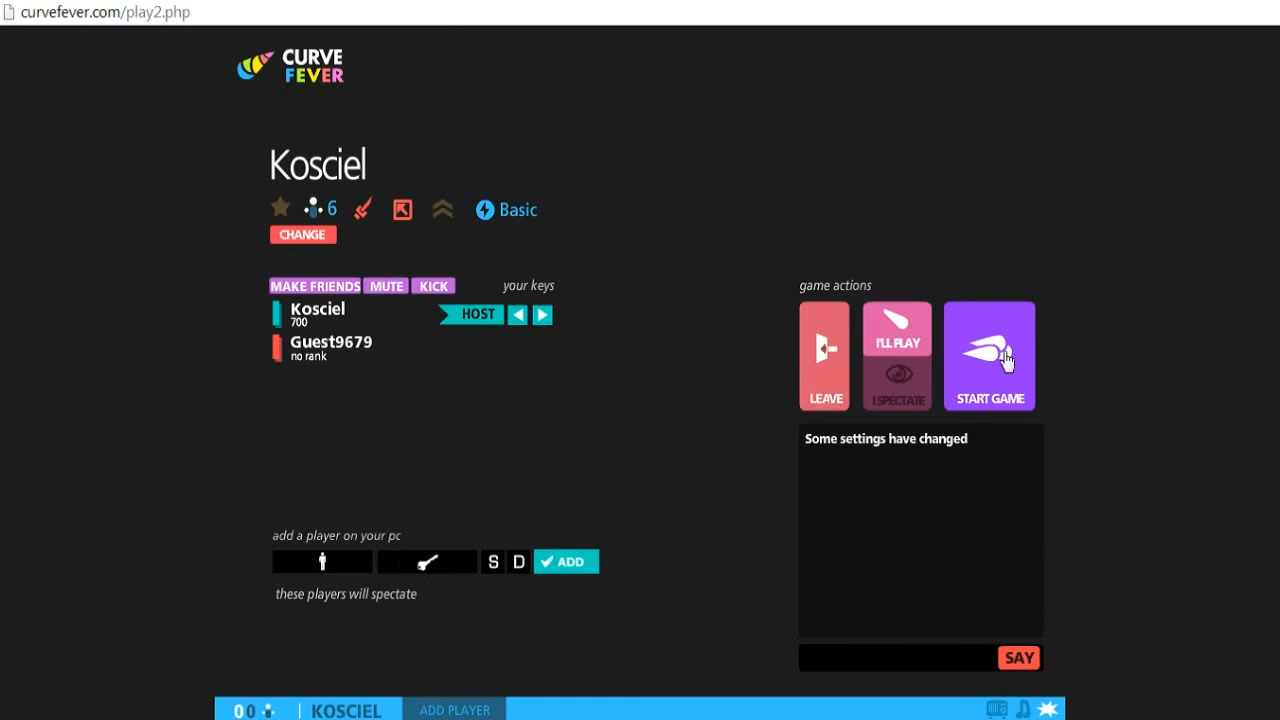 curvefever.com/play2.php
CURVE
FEVER
Kosciel
6
Basic
CHANGE
MAKE FRIENDS MUTE KICK your keys
Kosciel
700
HOST
Guest9679
no rank
game actions
LEAVE
I'LL PLAY
I SPECTATE
START GAME
Some settings have changed
add a player on your pc
S D ADD
these players will spectate
SAY
00 KOSCIEL ADD PLAYER